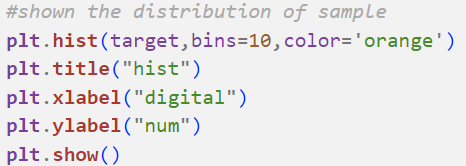 #shown the distribution of sample
plt.hist(target,bins=10,color='orange')
plt.title("hist")
plt.xlabel("digital")
plt.ylabel("num")
plt.show()